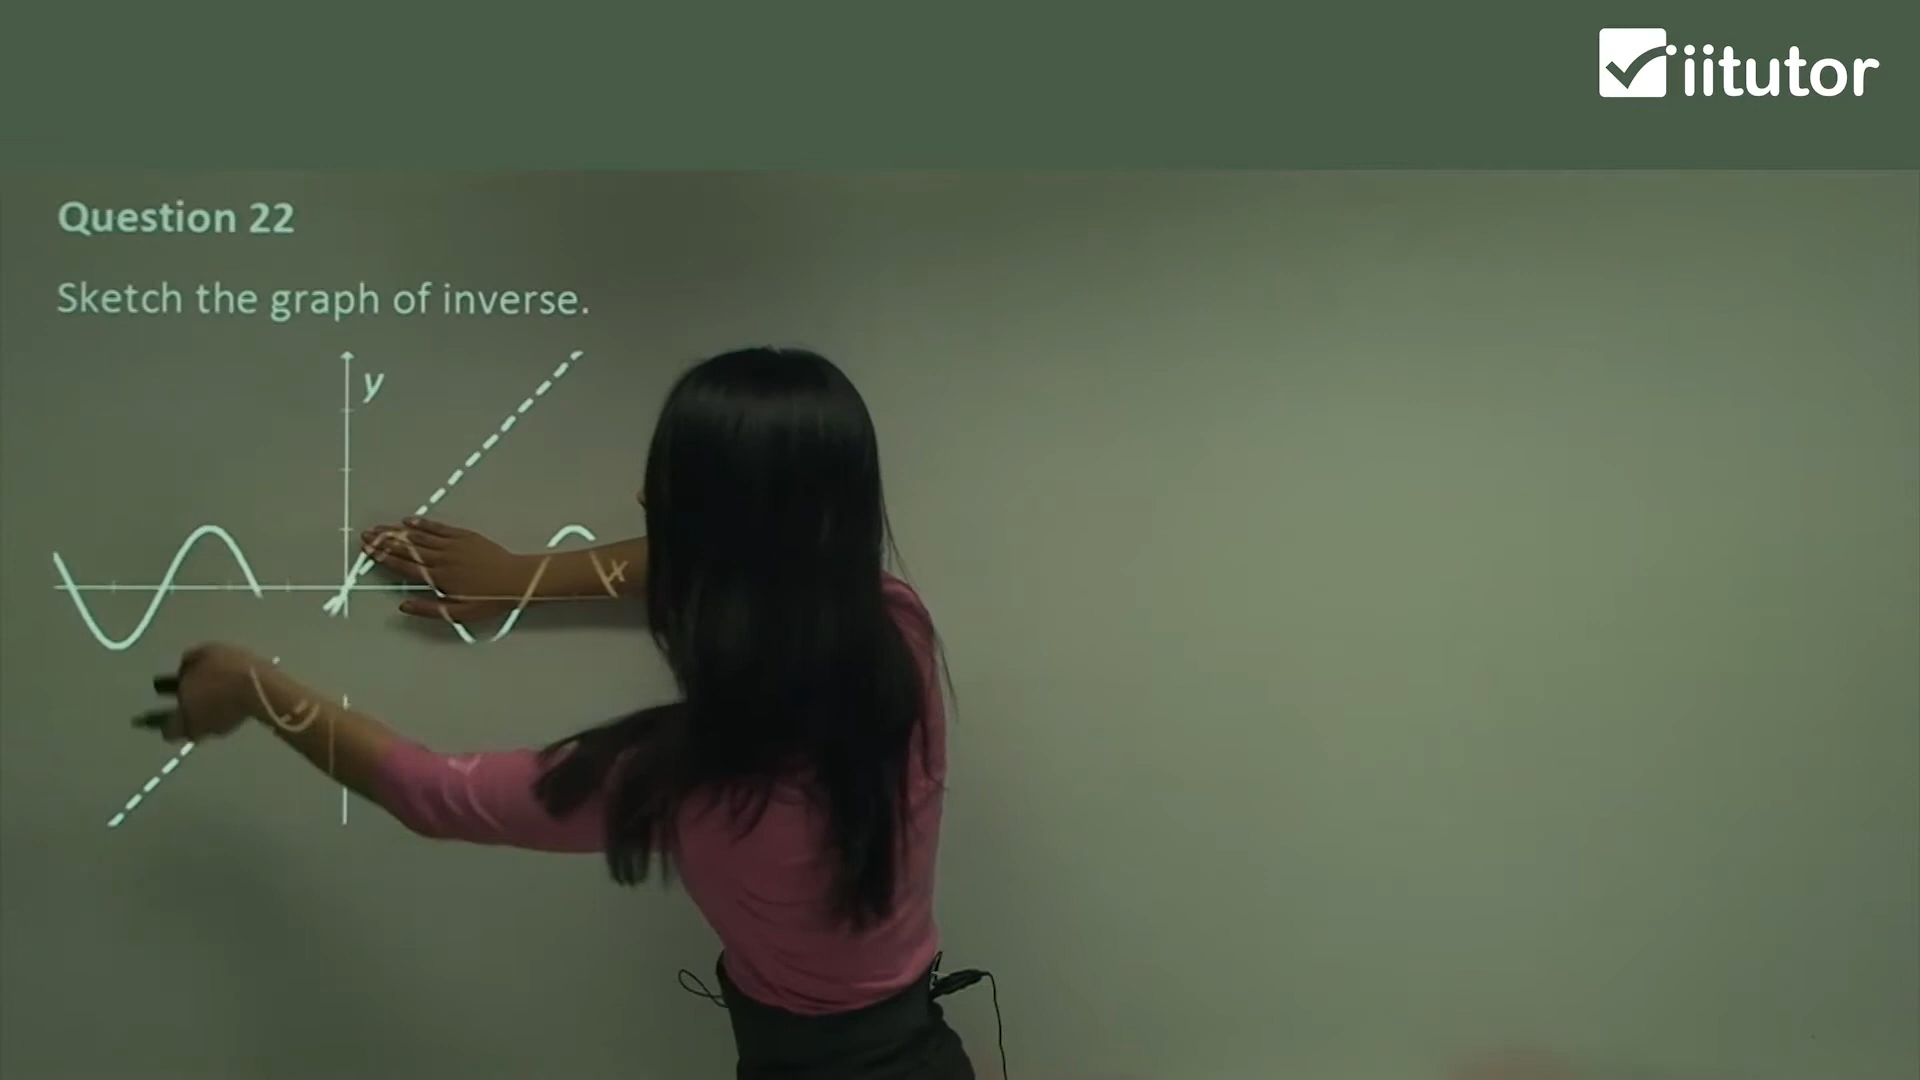 iitutor
Question 22
Sketch the graph of inverse.
y
x